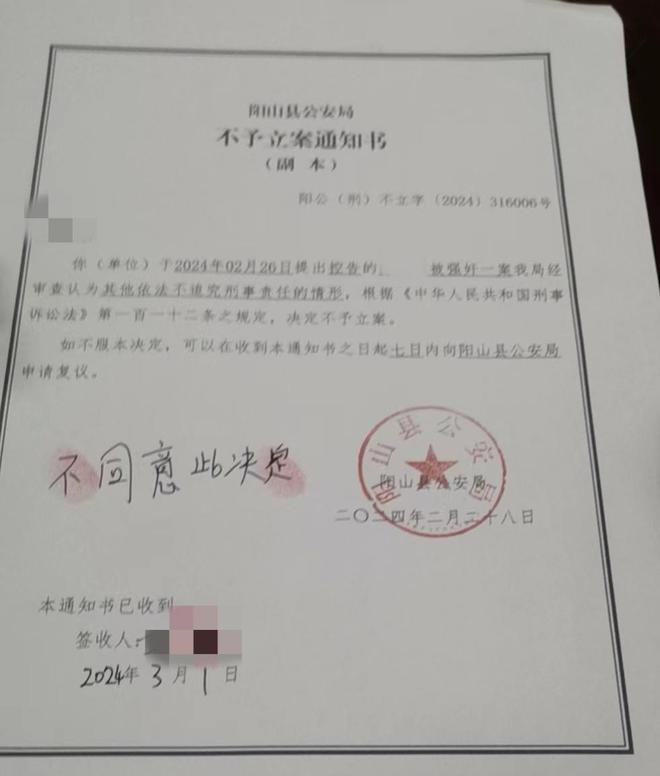 阳山县公安局
不予立案通知书
（副 本）
阳公（刑）不立字〔2024〕316006号
你（单位）于2024年02月26日提出控告的 被强奸一案我局经
审查认为其他依法不追究刑事责任的情形，根据《中华人民共和国刑事
诉讼法》第一百一十二条之规定，决定不予立案。
如不服本决定，可以在收到本通知书之日起七日内向阳山县公安局
申请复议。
不同意此决定
阳山县公安局
阳山县公安局
二〇二四年二月二十八日
本通知书已收到
签收人：
2024年 3 月 1 日